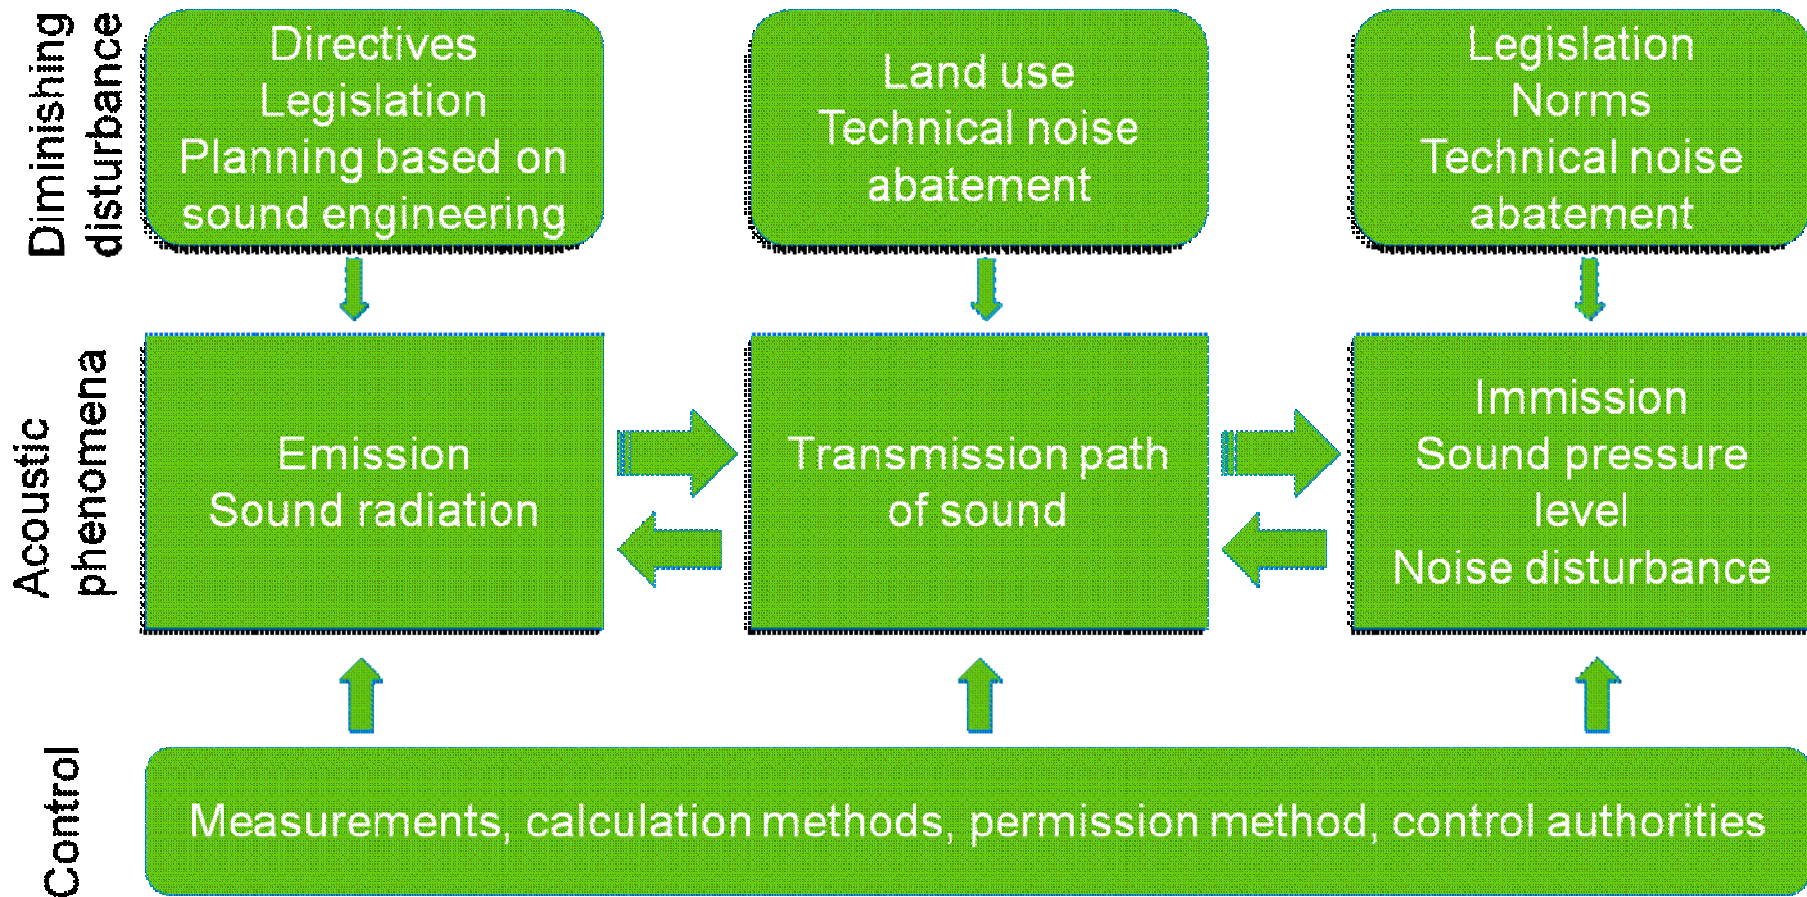 Diminishing
disturbance
Directives
Legislation
Planning based on
sound engineering
Land use
Technical noise
abatement
Legislation
Norms
Technical noise
abatement
Acoustic
phenomena
Emission
Sound radiation
Transmission path
of sound
Immission
Sound pressure
level
Noise disturbance
Control
Measurements, calculation methods, permission method, control authorities